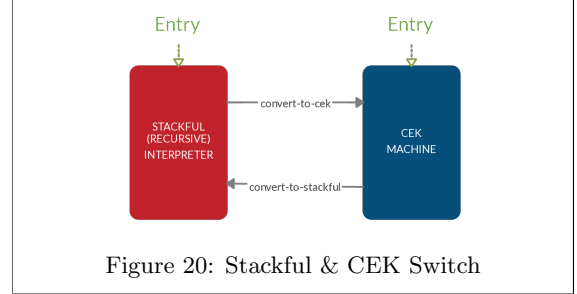 Entry
Entry
convert-to-cek
STACKFUL
(RECURSIVE)
INTERPRETER
CEK
MACHINE
convert-to-stackful
Figure 20: Stackful & CEK Switch